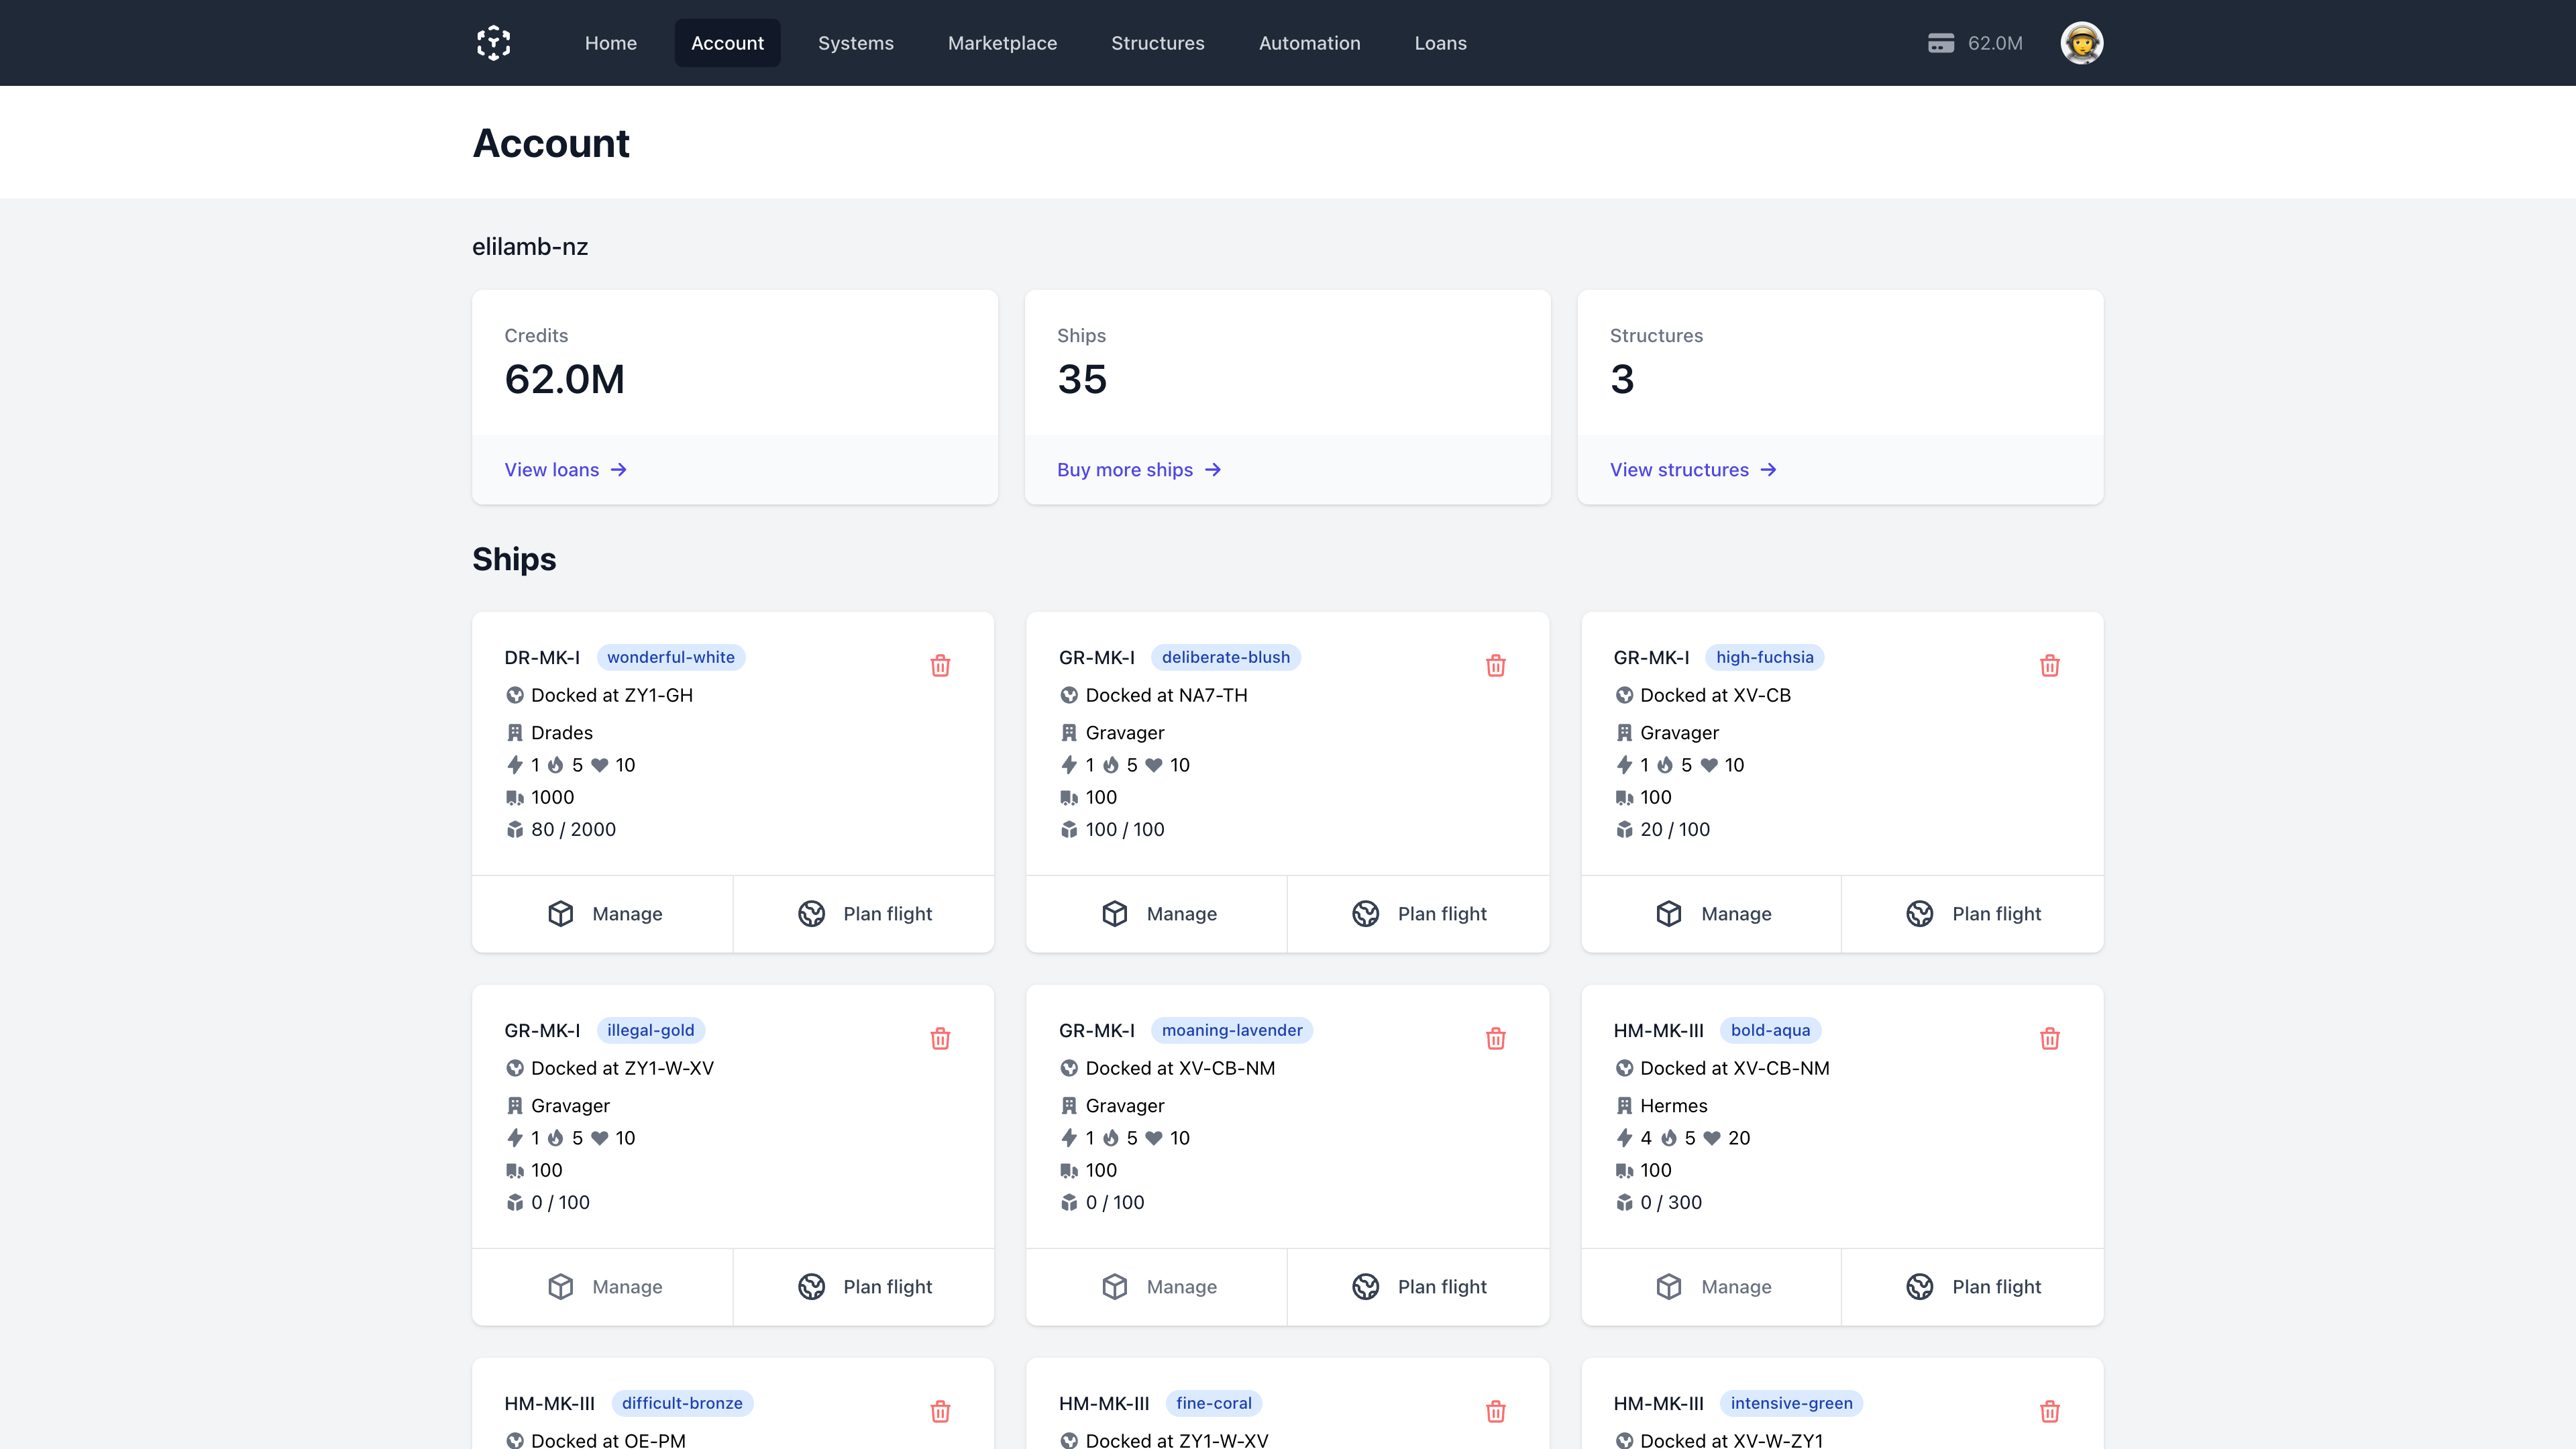 Home Account Systems Marketplace Structures Automation Loans 62.0M
Account
elilamb-nz
Credits
62.0M
View loans
Ships
35
Buy more ships
Structures
3
View structures
Ships
DR-MK-I wonderful-white
Docked at ZY1-GH
Drades
1 5 10
1000
80 / 2000
Manage Plan flight
GR-MK-I deliberate-blush
Docked at NA7-TH
Gravager
1 5 10
100
100 / 100
Manage Plan flight
GR-MK-I high-fuchsia
Docked at XV-CB
Gravager
1 5 10
100
20 / 100
Manage Plan flight
GR-MK-I illegal-gold
Docked at ZY1-W-XV
Gravager
1 5 10
100
0 / 100
Manage Plan flight
GR-MK-I moaning-lavender
Docked at XV-CB-NM
Gravager
1 5 10
100
0 / 100
Manage Plan flight
HM-MK-III bold-aqua
Docked at XV-CB-NM
Hermes
4 5 20
100
0 / 300
Manage Plan flight
HM-MK-III difficult-bronze
Docked at OE-PM
HM-MK-III fine-coral
Docked at ZY1-W-XV
HM-MK-III intensive-green
Docked at XV-W-ZY1